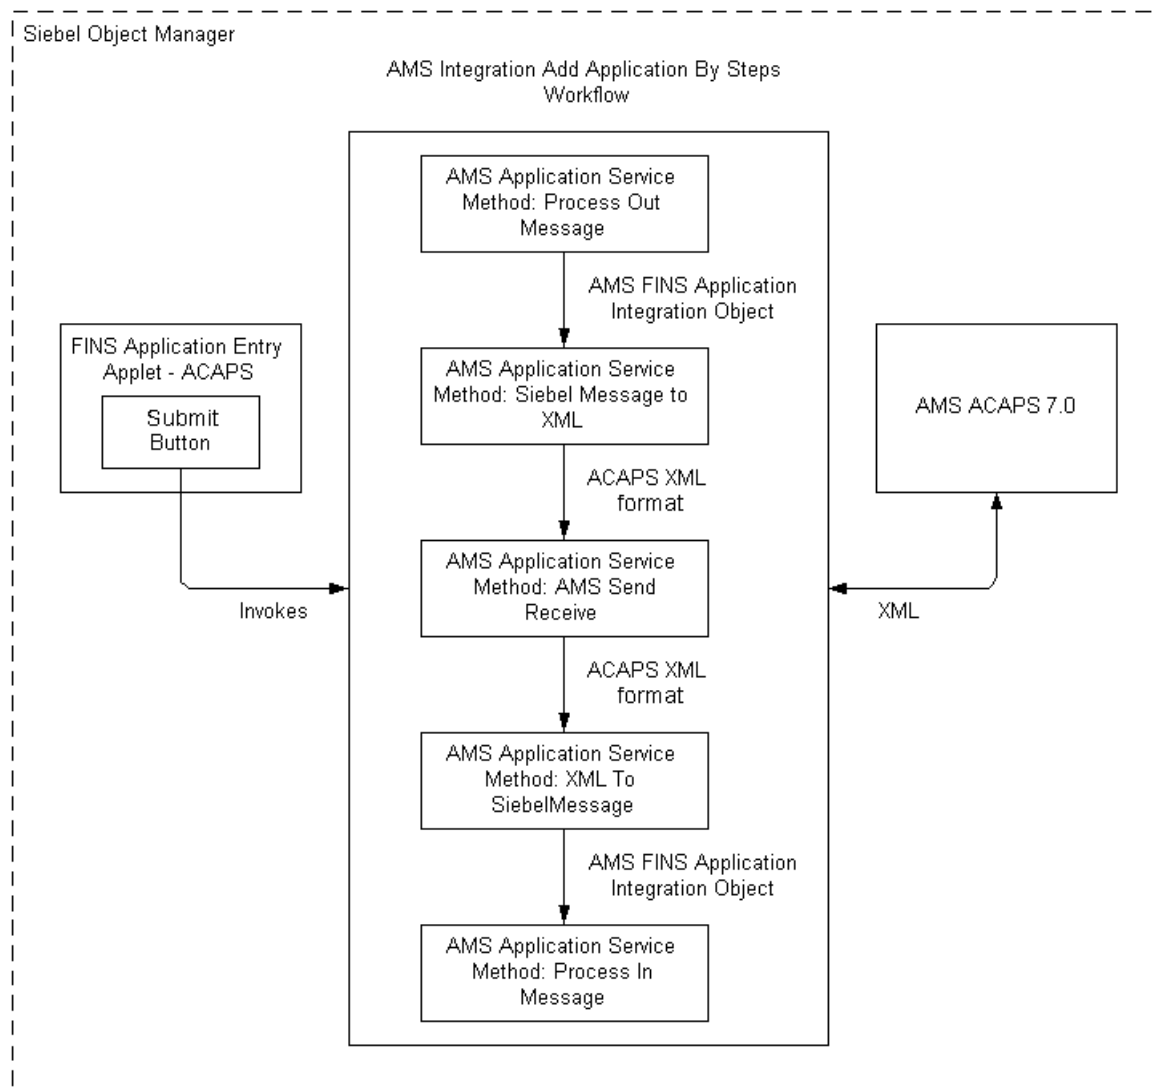 Siebel Object Manager
AMS Integration Add Application By Steps
Workflow
AMS Application Service
Method: Process Out
Message
AMS FINS Application
Integration Object
FINS Application Entry
Applet - ACAPS
Submit
Button
AMS Application Service
Method: Siebel Message to
XML
AMS ACAPS 7.0
ACAPS XML
format
AMS Application Service
Method: AMS Send
Receive
Invokes
XML
ACAPS XML
format
AMS Application Service
Method: XML To
SiebelMessage
AMS FINS Application
Integration Object
AMS Application Service
Method: Process In
Message